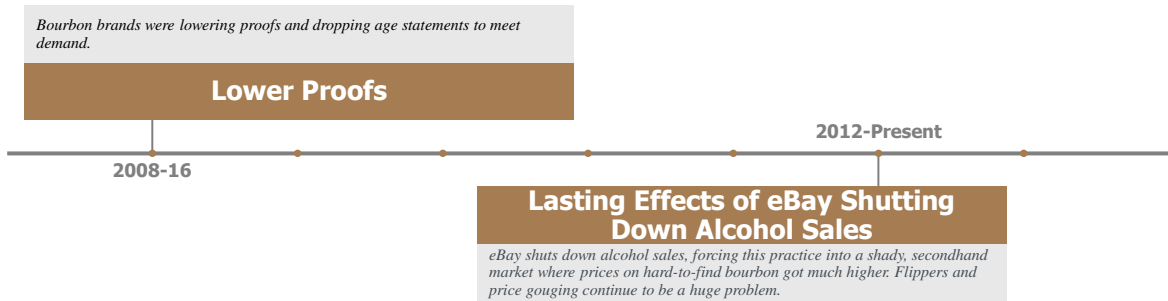 Bourbon brands were lowering proofs and dropping age statements to meet
demand.
Lower Proofs
2008-16
2012-Present
Lasting Effects of eBay Shutting
Down Alcohol Sales
eBay shuts down alcohol sales, forcing this practice into a shady, secondhand
market where prices on hard-to-find bourbon got much higher. Flippers and
price gouging continue to be a huge problem.